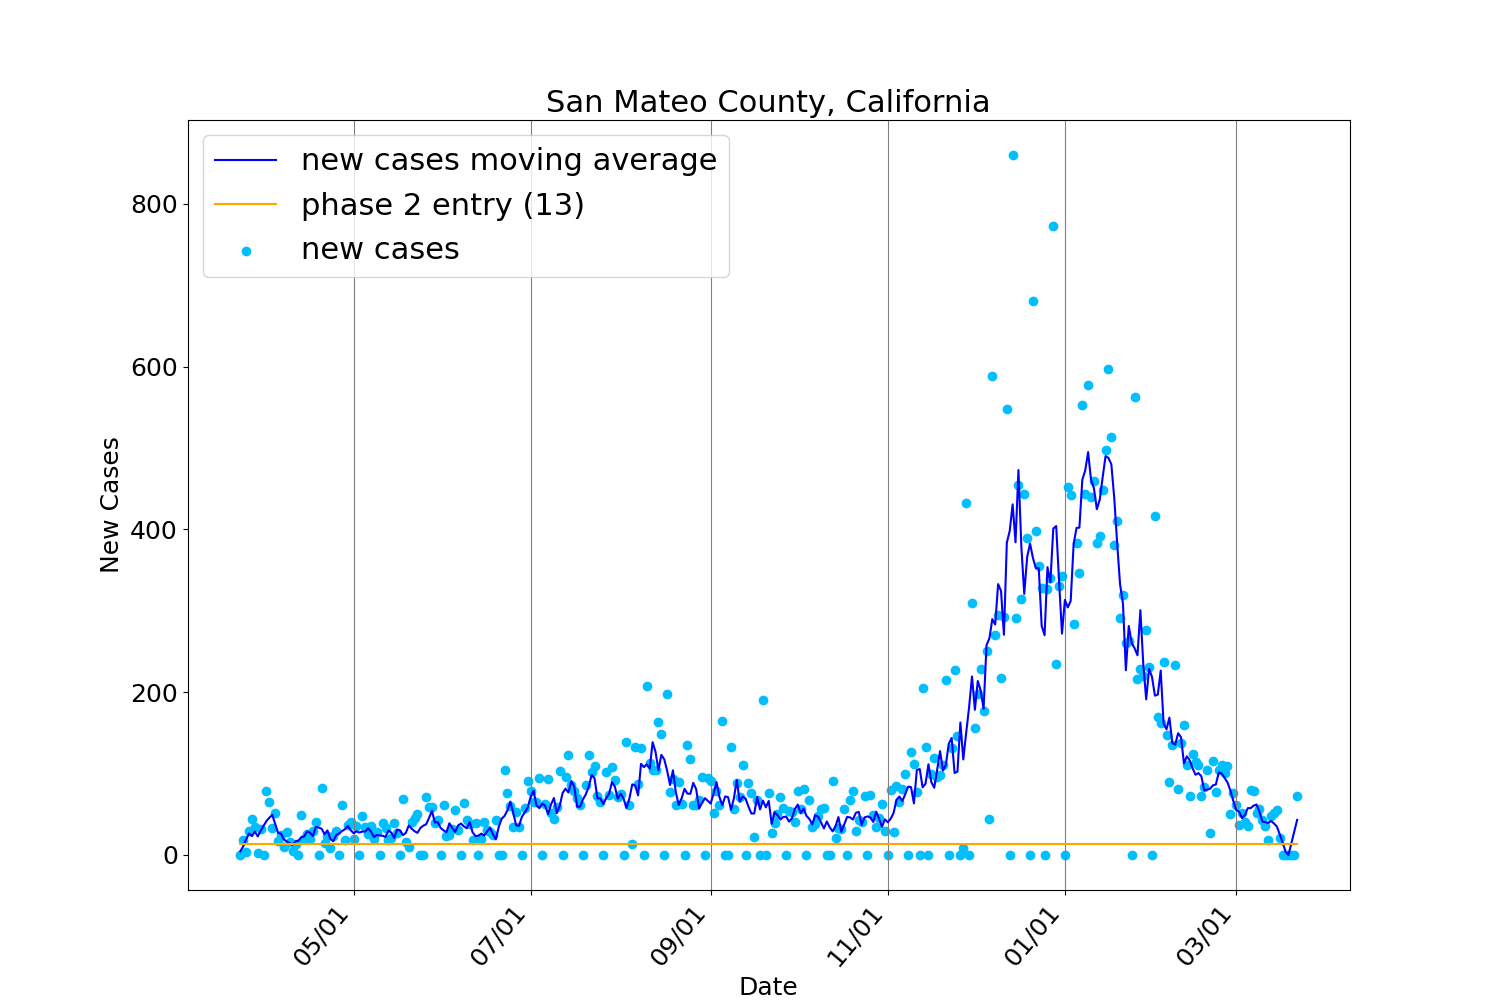 San Mateo County, California
new cases moving average
phase 2 entry (13)
new cases
New Cases
800
600
400
200
0
05/01
07/01
09/01
11/01
01/01
03/01
Date